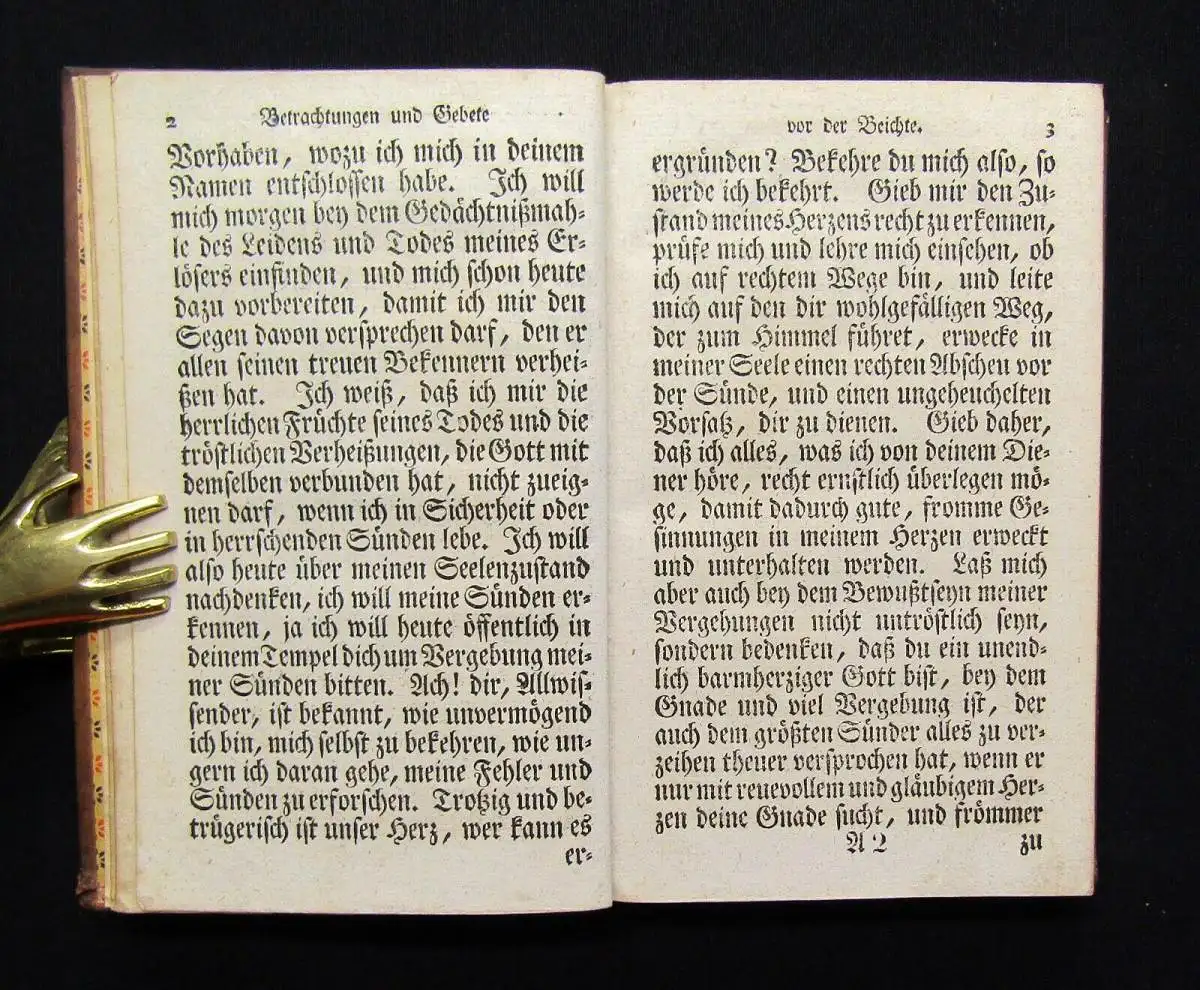 2 Betrachtungen und Gebete
Vorhaben, wozu ich mich in deinem
Namen entschlossen habe. Ich will
mich morgen bey dem Gedächtnißmah-
le des Leidens und Todes meines Er-
lösers einfinden, und mich schon heute
dazu vorbereiten, damit ich mir den
Segen davon versprechen darf, den er
allen seinen treuen Bekennern verhei-
ßen hat. Ich weiß, daß ich mir die
herrlichen Früchte seines Todes und die
tröstlichen Verheißungen, die Gott mit
demselben verbunden hat, nicht zueig-
nen darf, wenn ich in Sicherheit oder
in herrschenden Sünden lebe. Ich will
also heute über meinen Seelenzustand
nachdenken, ich will meine Sünden er-
kennen, ja ich will heute öffentlich in
deinem Tempel dich um Vergebung mei-
ner Sünden bitten. Ach! dir, Allwis-
sender, ist bekannt, wie unvermögend
ich bin, mich selbst zu bekehren, wie un-
gern ich daran gehe, meine Fehler und
Sünden zu erforschen. Trotzig und be-
trügerisch ist unser Herz, wer kann es
er-
vor der Beichte. 3
ergründen? Bekehre du mich also, so
werde ich bekehrt. Gieb mir den Zu-
stand meines Herzens recht zu erkennen,
prüfe mich und lehre mich einsehen, ob
ich auf rechtem Wege bin, und leite
mich auf den dir wohlgefälligen Weg,
der zum Himmel führet, erwecke in
meiner Seele einen rechten Abscheu vor
der Sünde, und einen ungeheuchelten
Vorsatz, dir zu dienen. Gieb daher,
daß ich alles, was ich von deinem Die-
ner höre, recht ernstlich überlegen mö-
ge, damit dadurch gute, fromme Ge-
sinnungen in meinem Herzen erweckt
und unterhalten werden. Laß mich
aber auch bey dem Bewußtseyn meiner
Vergehungen nicht untröstlich seyn,
sondern bedenken, daß du ein unend-
lich barmherziger Gott bist, bey dem
Gnade und viel Vergebung ist, der
auch dem größten Sünder alles zu ver-
zeihen theuer versprochen hat, wenn er
nur mit reuevollem und gläubigem Her-
zen deine Gnade sucht, und frömmer
A 2 zu